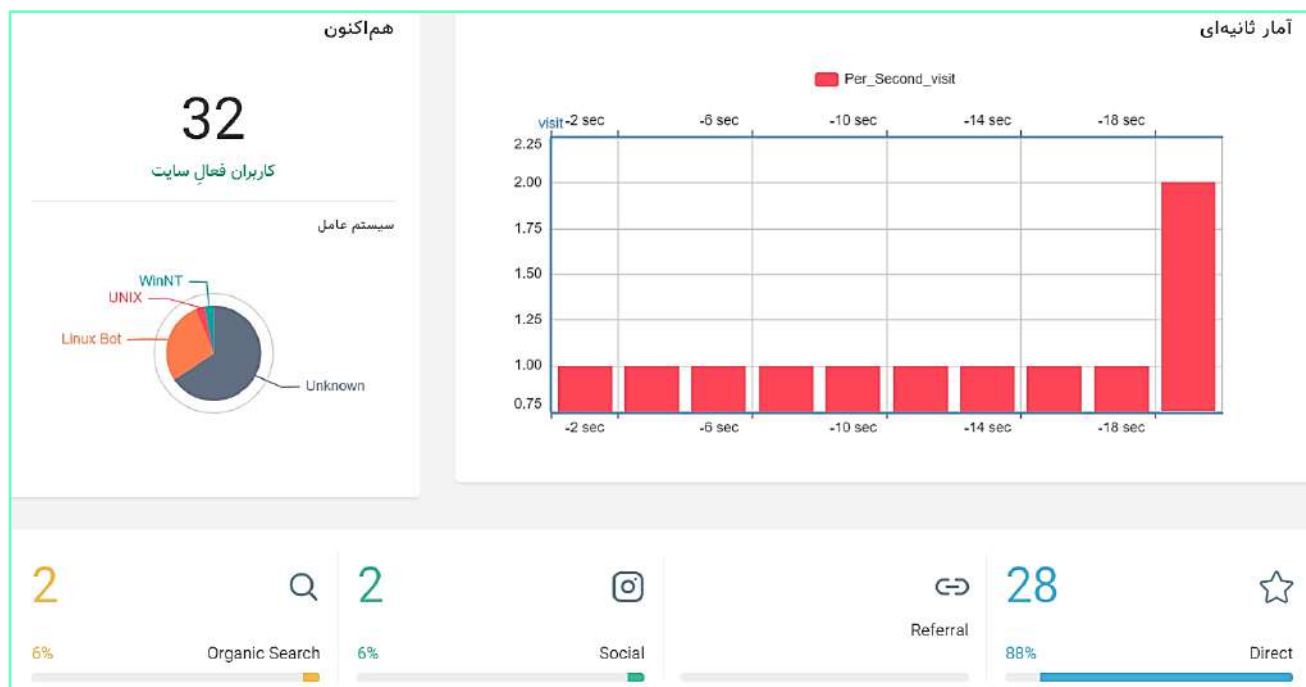 آمار ثانیه‌ای
Per_Second_visit
visit
-2 sec -6 sec -10 sec -14 sec -18 sec
2.25
2.00
1.75
1.50
1.25
1.00
0.75
-2 sec -6 sec -10 sec -14 sec -18 sec
هم‌اکنون
32
کاربران فعالِ سایت
سیستم عامل
WinNT
UNIX
Linux Bot
Unknown
28
88% Direct
Referral
2
6% Social
2
6% Organic Search